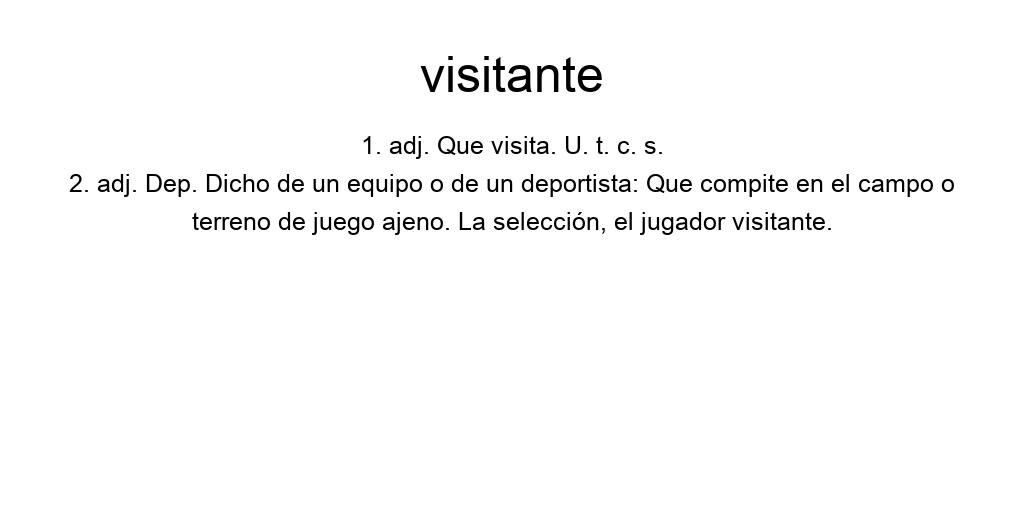 visitante
1. adj. Que visita. U. t. c. s.
2. adj. Dep. Dicho de un equipo o de un deportista: Que compite en el campo o
terreno de juego ajeno. La selección, el jugador visitante.